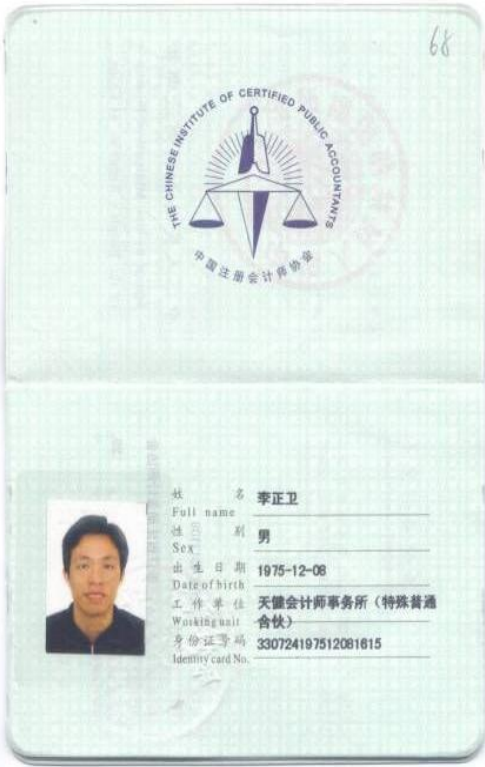 68
THE CHINESE INSTITUTE OF CERTIFIED PUBLIC ACCOUNTANTS
中国注册会计师协会
姓 名 李正卫
Full name
性 别 男
Sex
出 生 日 期 1975-12-08
Date of birth
工 作 单 位 天健会计师事务所（特殊普通
Working unit 合伙）
身份证号码 330724197512081615
Identity card No.